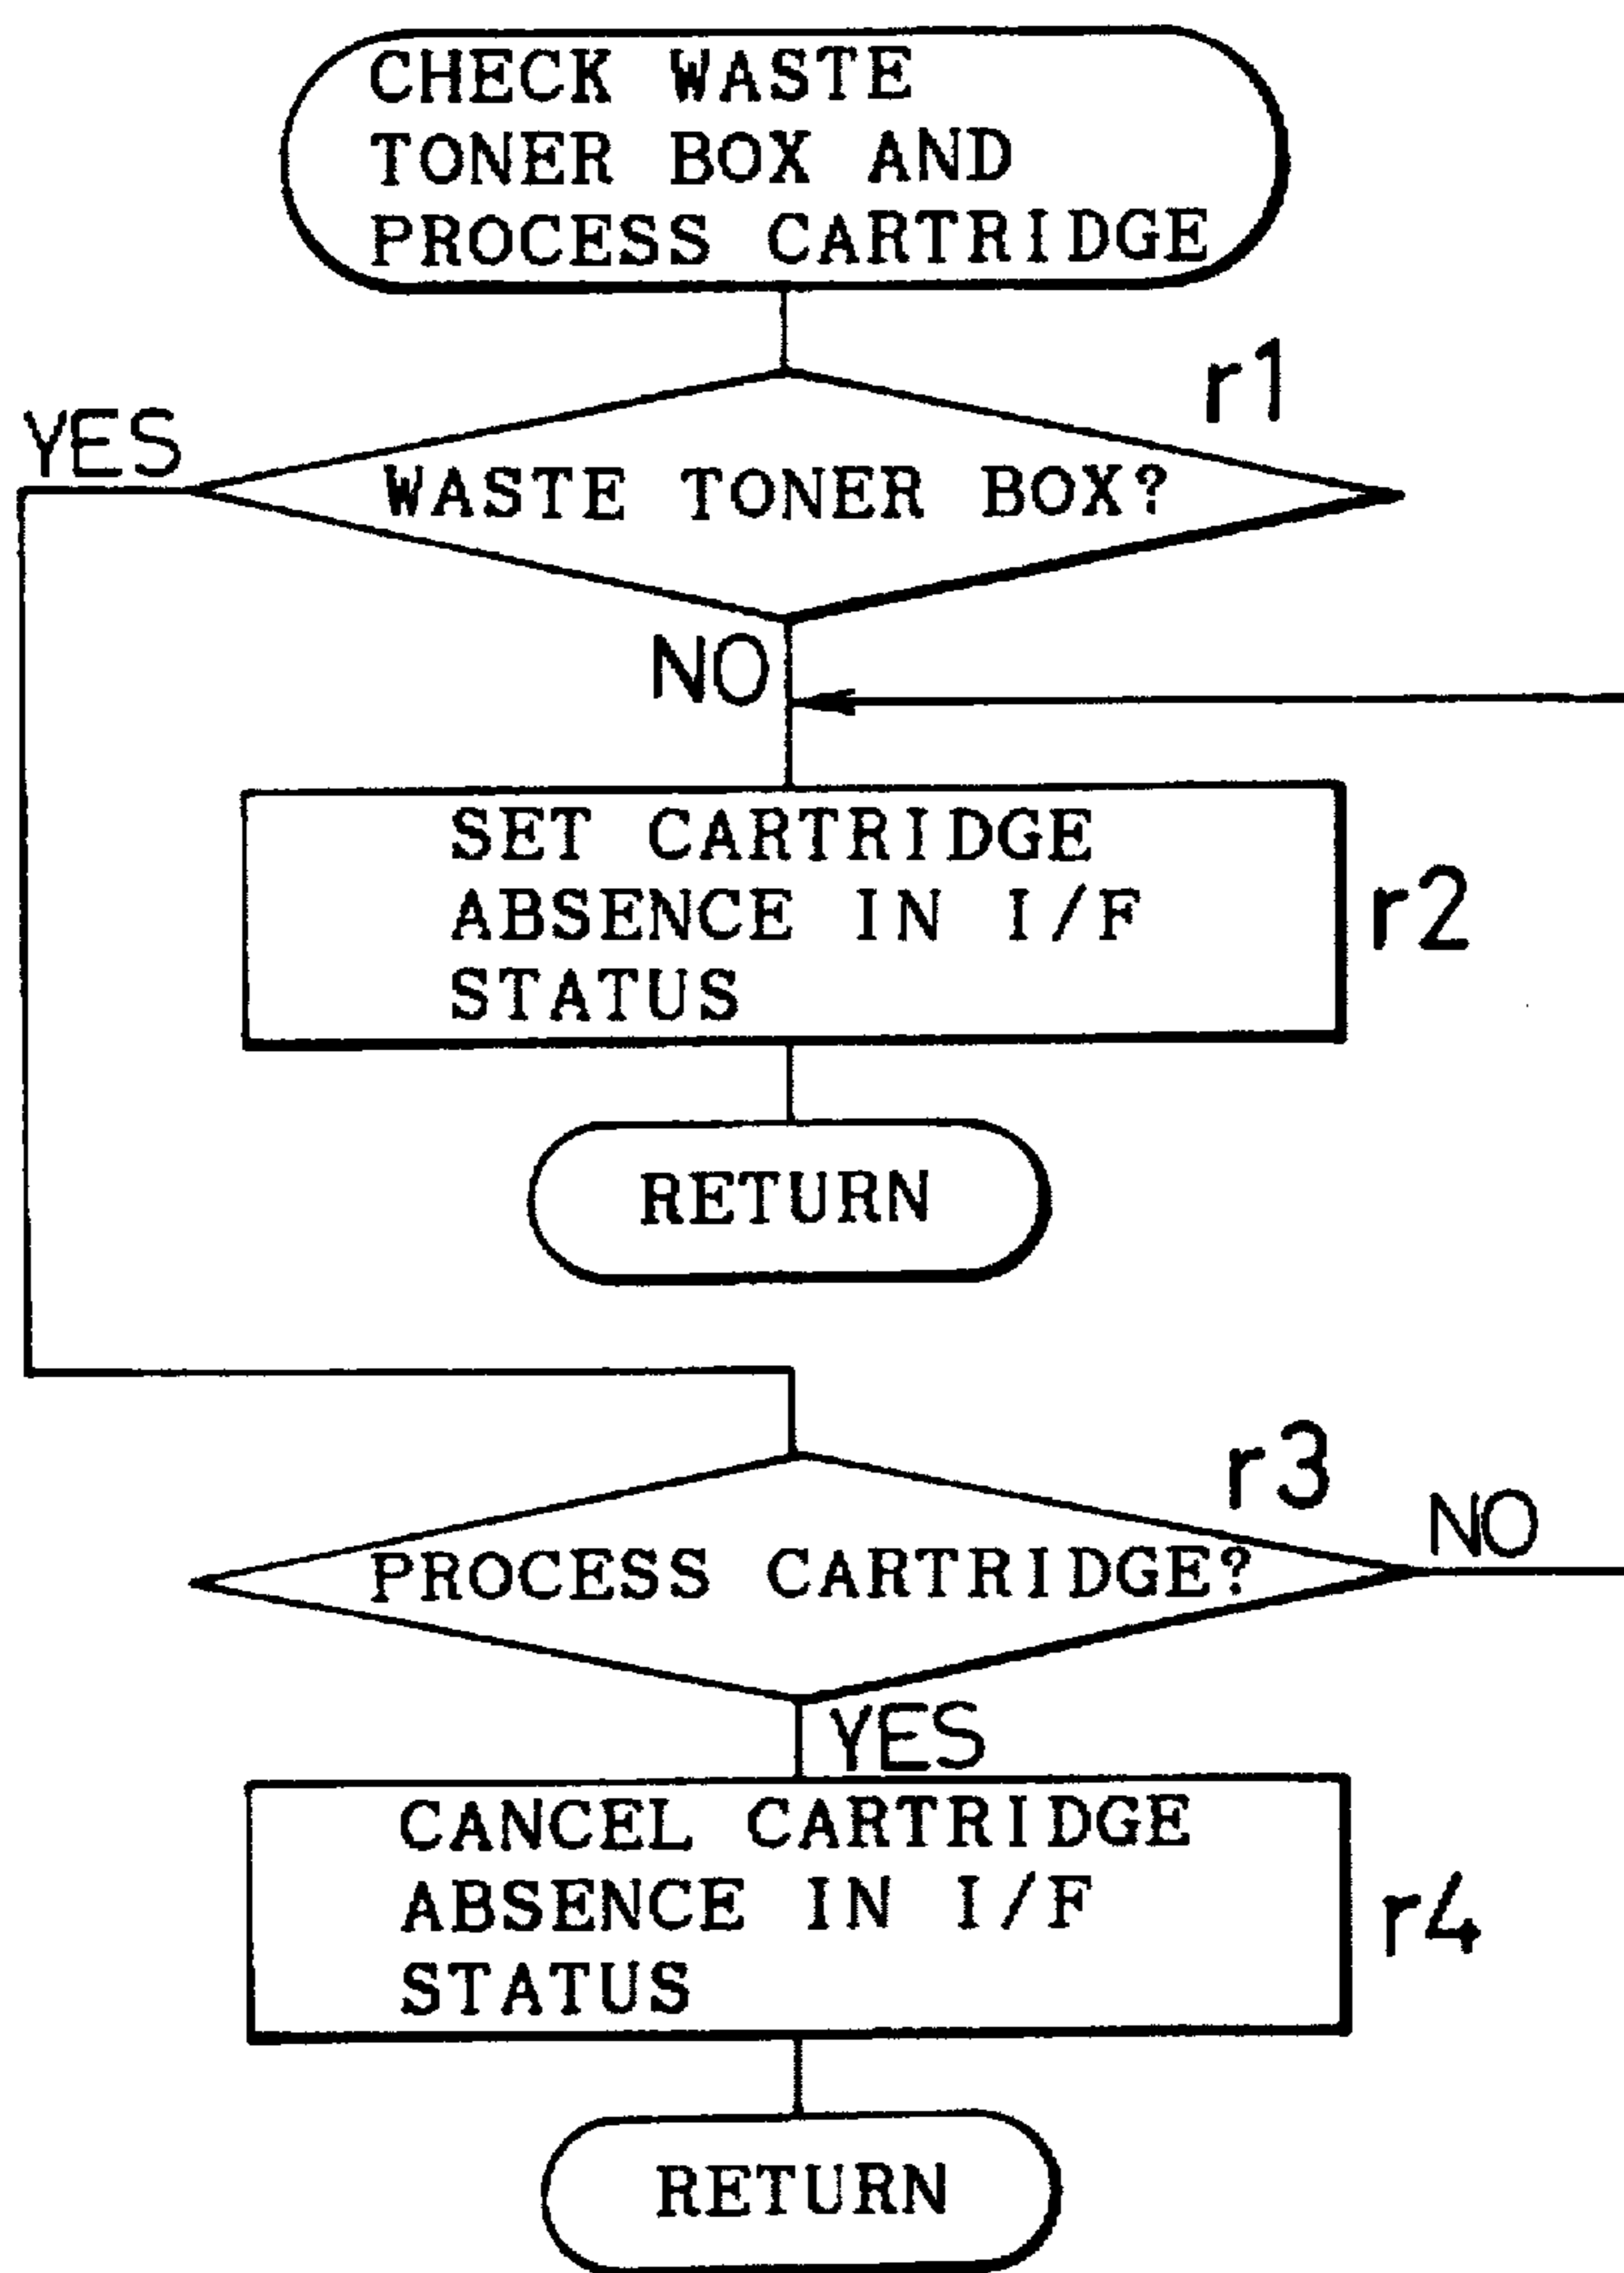 CHECK WASTE
TONER BOX AND
PROCESS CARTRIDGE
r1
YES
WASTE TONER BOX?
NO
SET CARTRIDGE
ABSENCE IN I/F
STATUS
r2
RETURN
r3
NO
PROCESS CARTRIDGE?
YES
CANCEL CARTRIDGE
ABSENCE IN I/F
STATUS
r4
RETURN